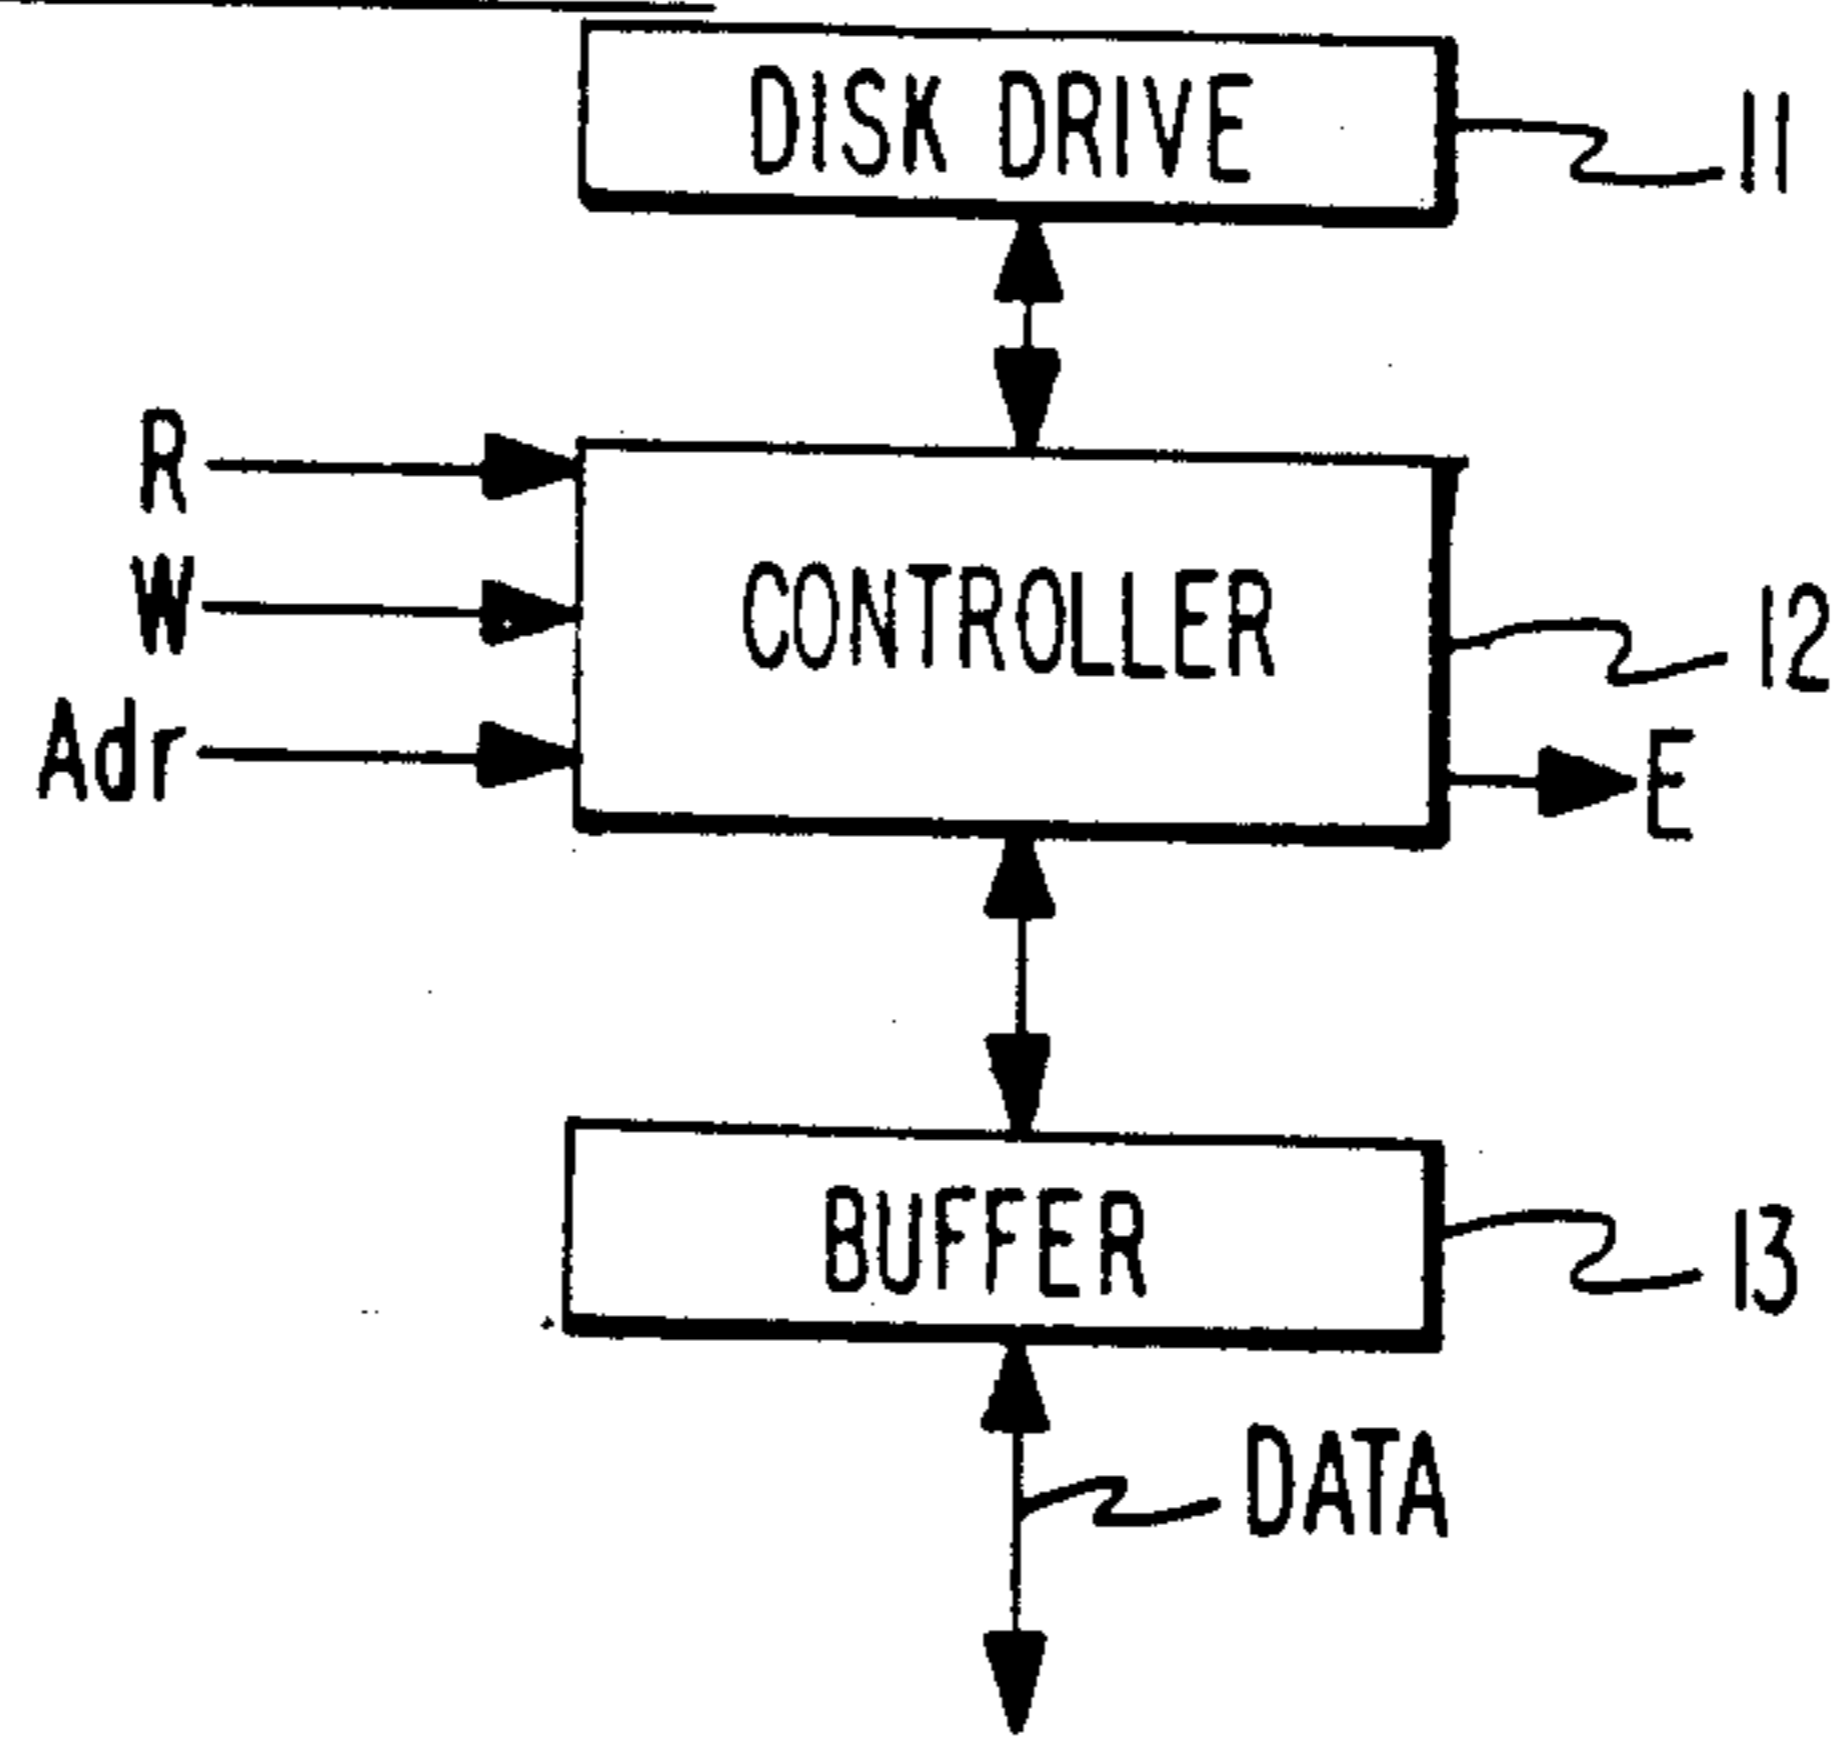 DISK DRIVE
11
R
W
Adr
CONTROLLER
12
E
BUFFER
13
DATA